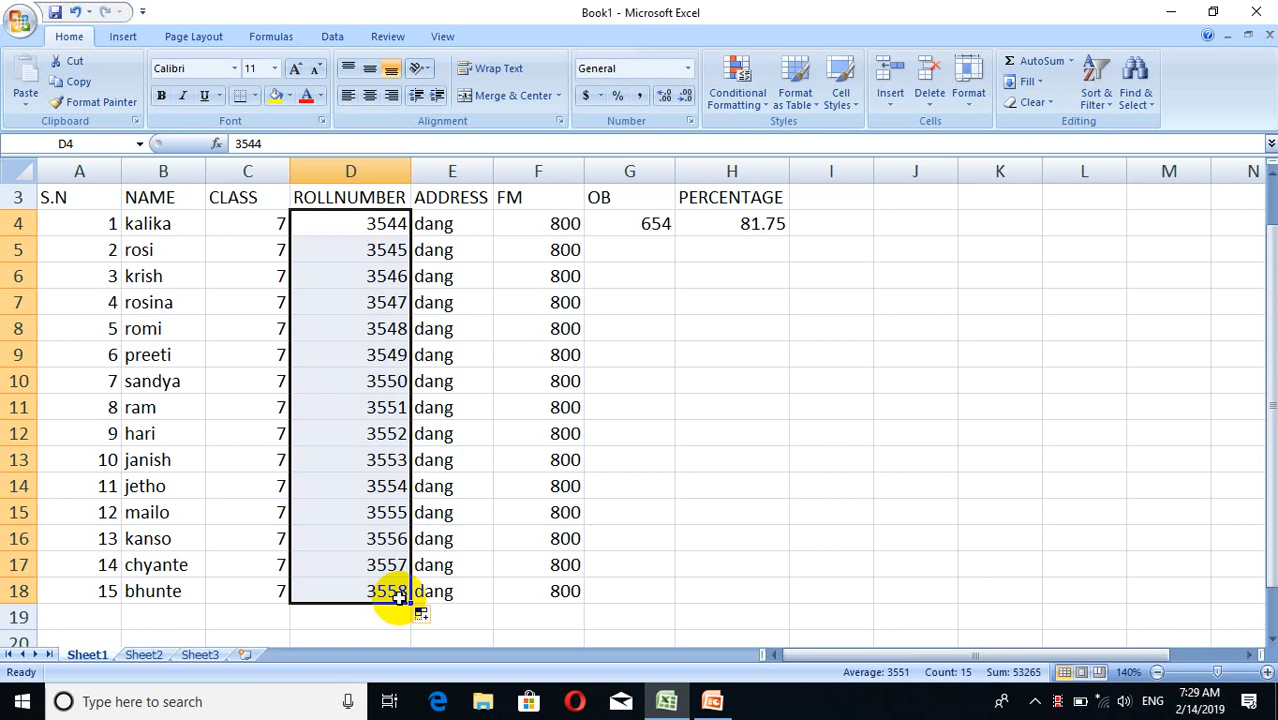 Book1 - Microsoft Excel
Home Insert Page Layout Formulas Data Review View
Paste Cut Copy Format Painter Clipboard
Calibri 11 B I U A A A Font
Wrap Text Merge & Center Alignment
General $ % , Number
Conditional Formatting Format as Table Cell Styles Styles
Insert Delete Format Cells
Σ AutoSum Fill Clear Sort & Filter Find & Select Editing
D4 fx 3544
A B C D E F G H I J K L M N
3 S.N NAME CLASS ROLLNUMBER ADDRESS FM OB PERCENTAGE
4 1 kalika 7 3544 dang 800 654 81.75
5 2 rosi 7 3545 dang 800
6 3 krish 7 3546 dang 800
7 4 rosina 7 3547 dang 800
8 5 romi 7 3548 dang 800
9 6 preeti 7 3549 dang 800
10 7 sandya 7 3550 dang 800
11 8 ram 7 3551 dang 800
12 9 hari 7 3552 dang 800
13 10 janish 7 3553 dang 800
14 11 jetho 7 3554 dang 800
15 12 mailo 7 3555 dang 800
16 13 kanso 7 3556 dang 800
17 14 chyante 7 3557 dang 800
18 15 bhunte 7 3558 dang 800
19
20
Sheet1 Sheet2 Sheet3
Ready Average: 3551 Count: 15 Sum: 53265 140%
Type here to search ENG 7:29 AM
2/14/2019